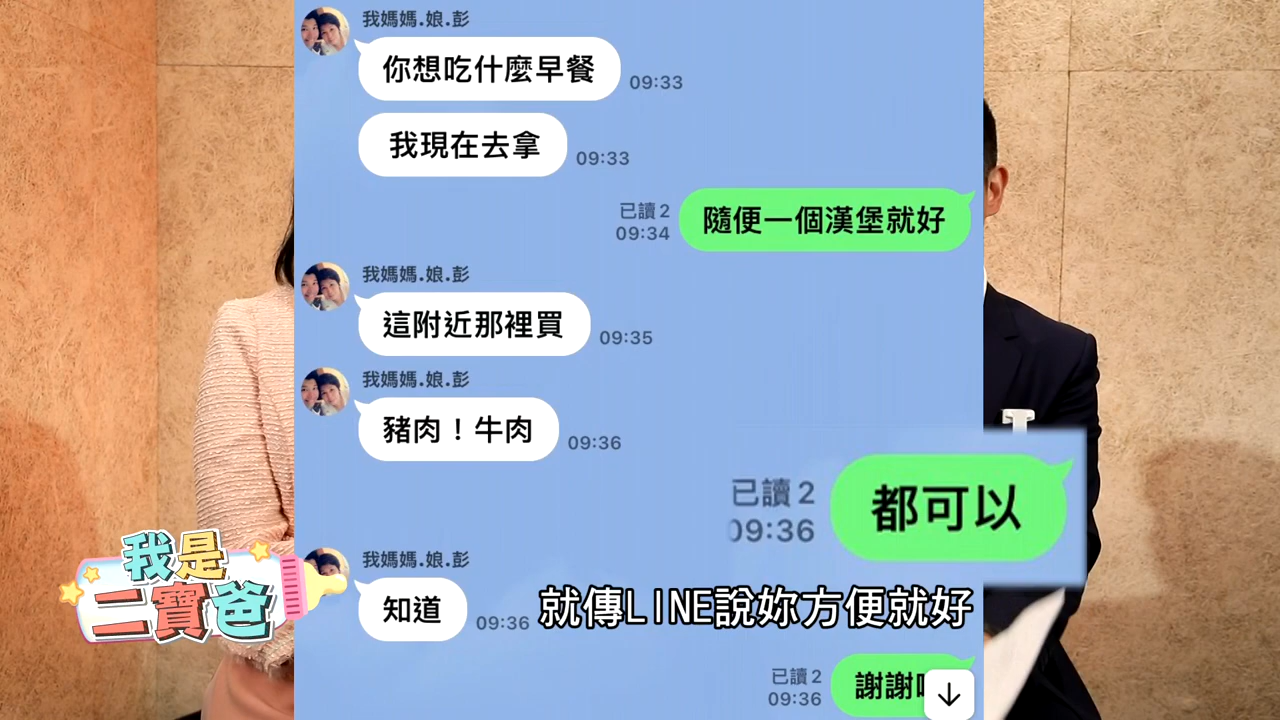 我媽媽.娘.彭
你想吃什麼早餐
09:33
我現在去拿
09:33
已讀2
09:34
隨便一個漢堡就好
我媽媽.娘.彭
這附近那裡買
09:35
我媽媽.娘.彭
豬肉！牛肉
09:36
已讀2
09:36
都可以
我媽媽.娘.彭
知道
09:36
就傳LINE說妳方便就好
我是
二寶爸
已讀2
09:36
謝謝